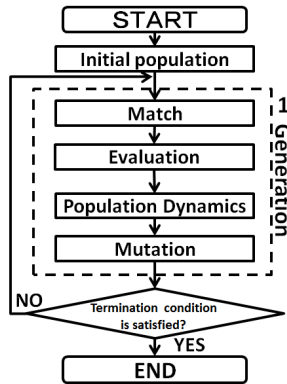 START
Initial population
Match
1 Generation
Evaluation
Population Dynamics
Mutation
Termination condition
is satisfied?
NO
YES
END